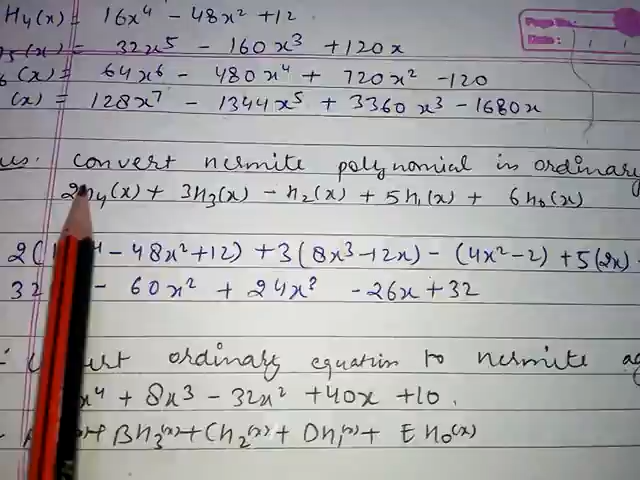 H₄(x) = 16x⁴ - 48x² + 12
(x) = 32x⁵ - 160x³ + 120x
(x) = 64x⁶ - 480x⁴ + 720x² - 120
(x) = 128x⁷ - 1344x⁵ + 3360x³ - 1680x
Date:
convert hermite polynomial in ordinary
2h₄(x) + 3h₃(x) - h₂(x) + 5h₁(x) + 6h₀(x)
2( - 48x² + 12) + 3(8x³ - 12x) - (4x² - 2) + 5(2x)
32 - 60x² + 24x³ - 26x + 32
ordinary equation to hermite
x⁴ + 8x³ - 32x² + 40x + 10.
+ Bh₃(x) + Ch₂(x) + Dh₁(x) + Eh₀(x)